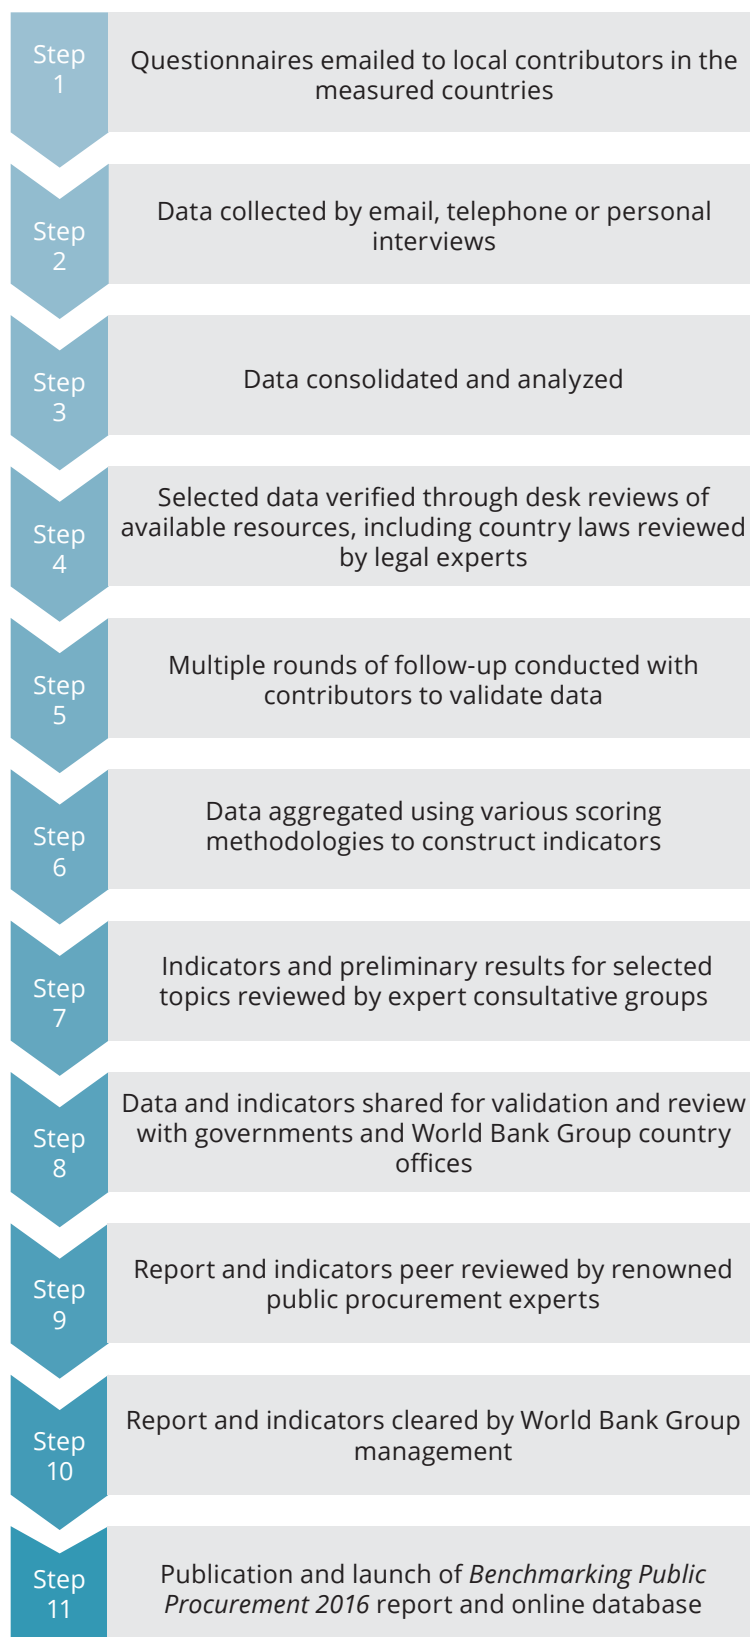 Step
1
Questionnaires emailed to local contributors in the
measured countries
Step
2
Data collected by email, telephone or personal
interviews
Step
3
Data consolidated and analyzed
Step
4
Selected data verified through desk reviews of
available resources, including country laws reviewed
by legal experts
Step
5
Multiple rounds of follow-up conducted with
contributors to validate data
Step
6
Data aggregated using various scoring
methodologies to construct indicators
Step
7
Indicators and preliminary results for selected
topics reviewed by expert consultative groups
Step
8
Data and indicators shared for validation and review
with governments and World Bank Group country
offices
Step
9
Report and indicators peer reviewed by renowned
public procurement experts
Step
10
Report and indicators cleared by World Bank Group
management
Step
11
Publication and launch of Benchmarking Public
Procurement 2016 report and online database